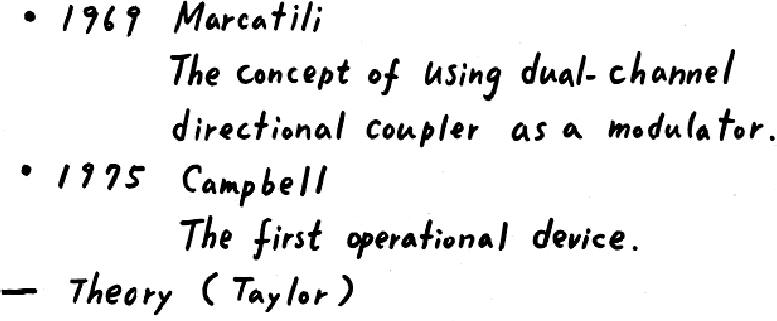 • 1969 Marcatili
The concept of using dual-channel
directional coupler as a modulator.
• 1975 Campbell
The first operational device.
— Theory (Taylor)